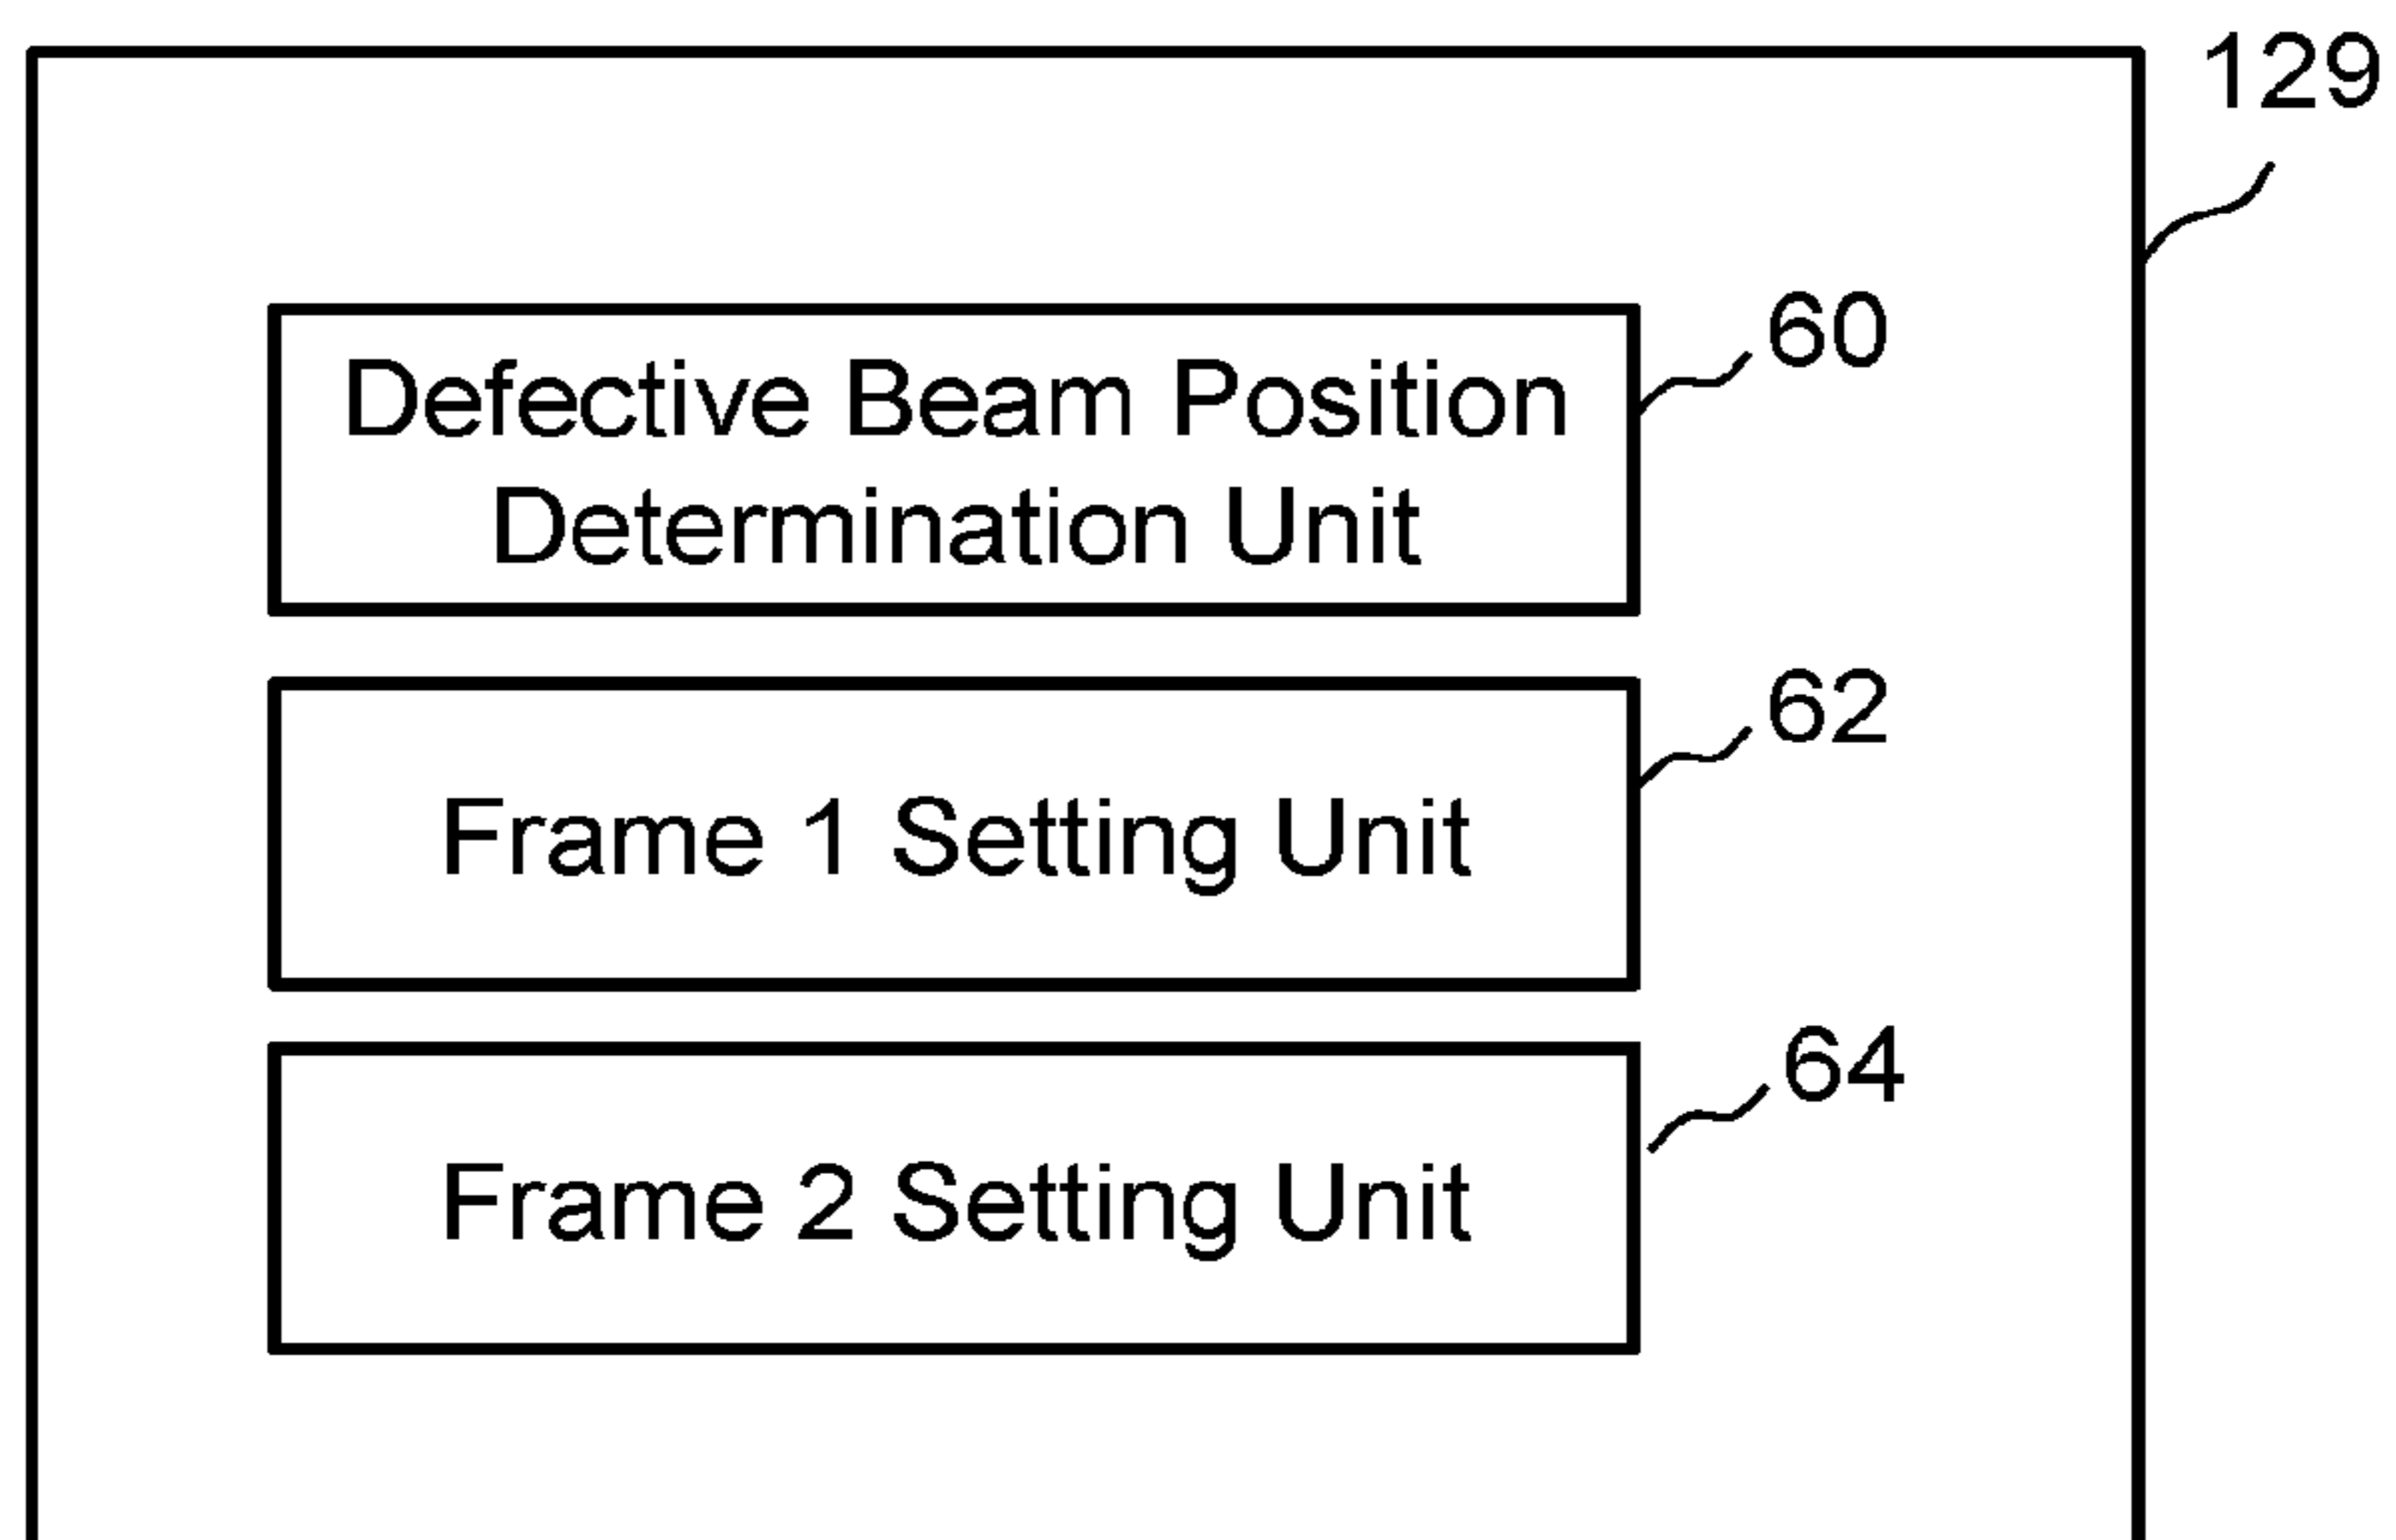 129
60
Defective Beam Position
Determination Unit
62
Frame 1 Setting Unit
64
Frame 2 Setting Unit